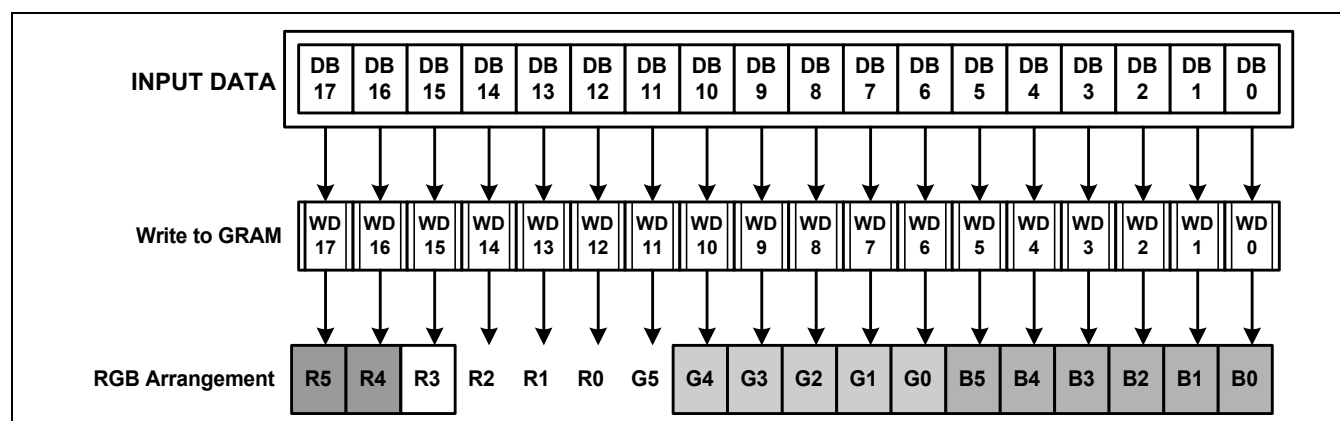 INPUT DATA DB 17 DB 16 DB 15 DB 14 DB 13 DB 12 DB 11 DB 10 DB 9 DB 8 DB 7 DB 6 DB 5 DB 4 DB 3 DB 2 DB 1 DB 0
Write to GRAM WD 17 WD 16 WD 15 WD 14 WD 13 WD 12 WD 11 WD 10 WD 9 WD 8 WD 7 WD 6 WD 5 WD 4 WD 3 WD 2 WD 1 WD 0
RGB Arrangement R5 R4 R3 R2 R1 R0 G5 G4 G3 G2 G1 G0 B5 B4 B3 B2 B1 B0